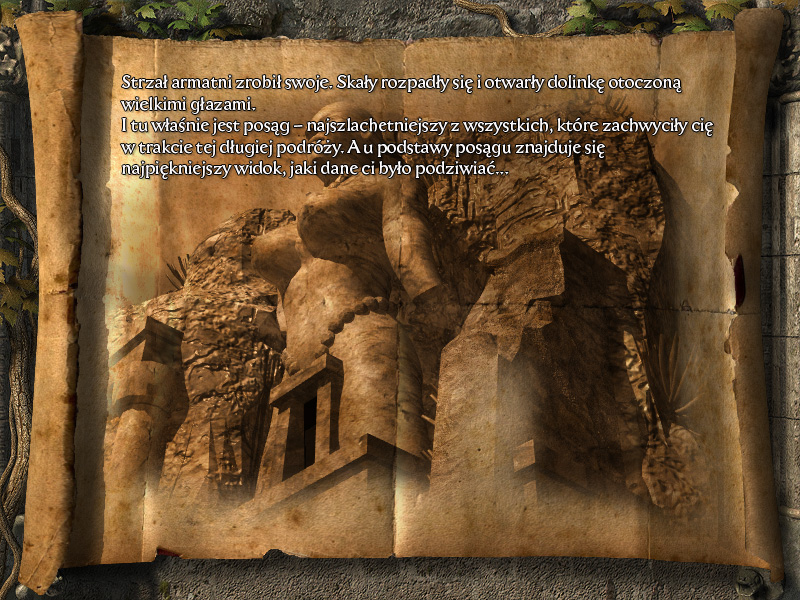 Strzał armatni zrobił swoje. Skały rozpadły się i otwarły dolinkę otoczoną
wielkimi głazami.
I tu właśnie jest posąg – najszlachetniejszy z wszystkich, które zachwyciły cię
w trakcie tej długiej podróży. A u podstawy posągu znajduje się
najpiękniejszy widok, jaki dane ci było podziwiać...